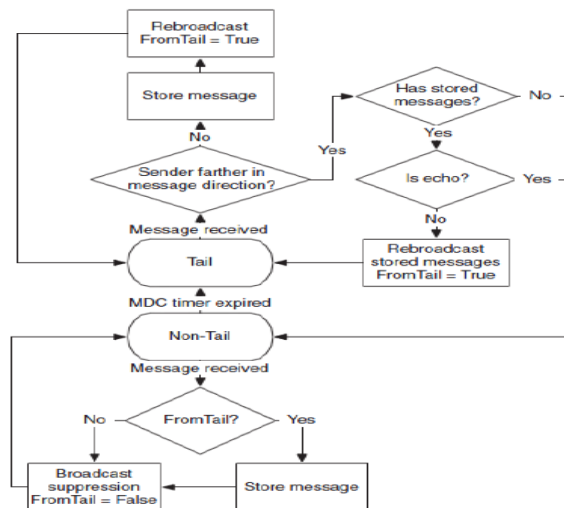 Rebroadcast
FromTail = True
Store message
Has stored
messages?
No
No
Yes
Yes
Sender farther in
message direction?
Is echo?
Yes
Message received
No
Tail
Rebroadcast
stored messages
FromTail = True
MDC timer expired
Non-Tail
Message received
No
FromTail?
Yes
Broadcast
suppression
FromTail = False
Store message